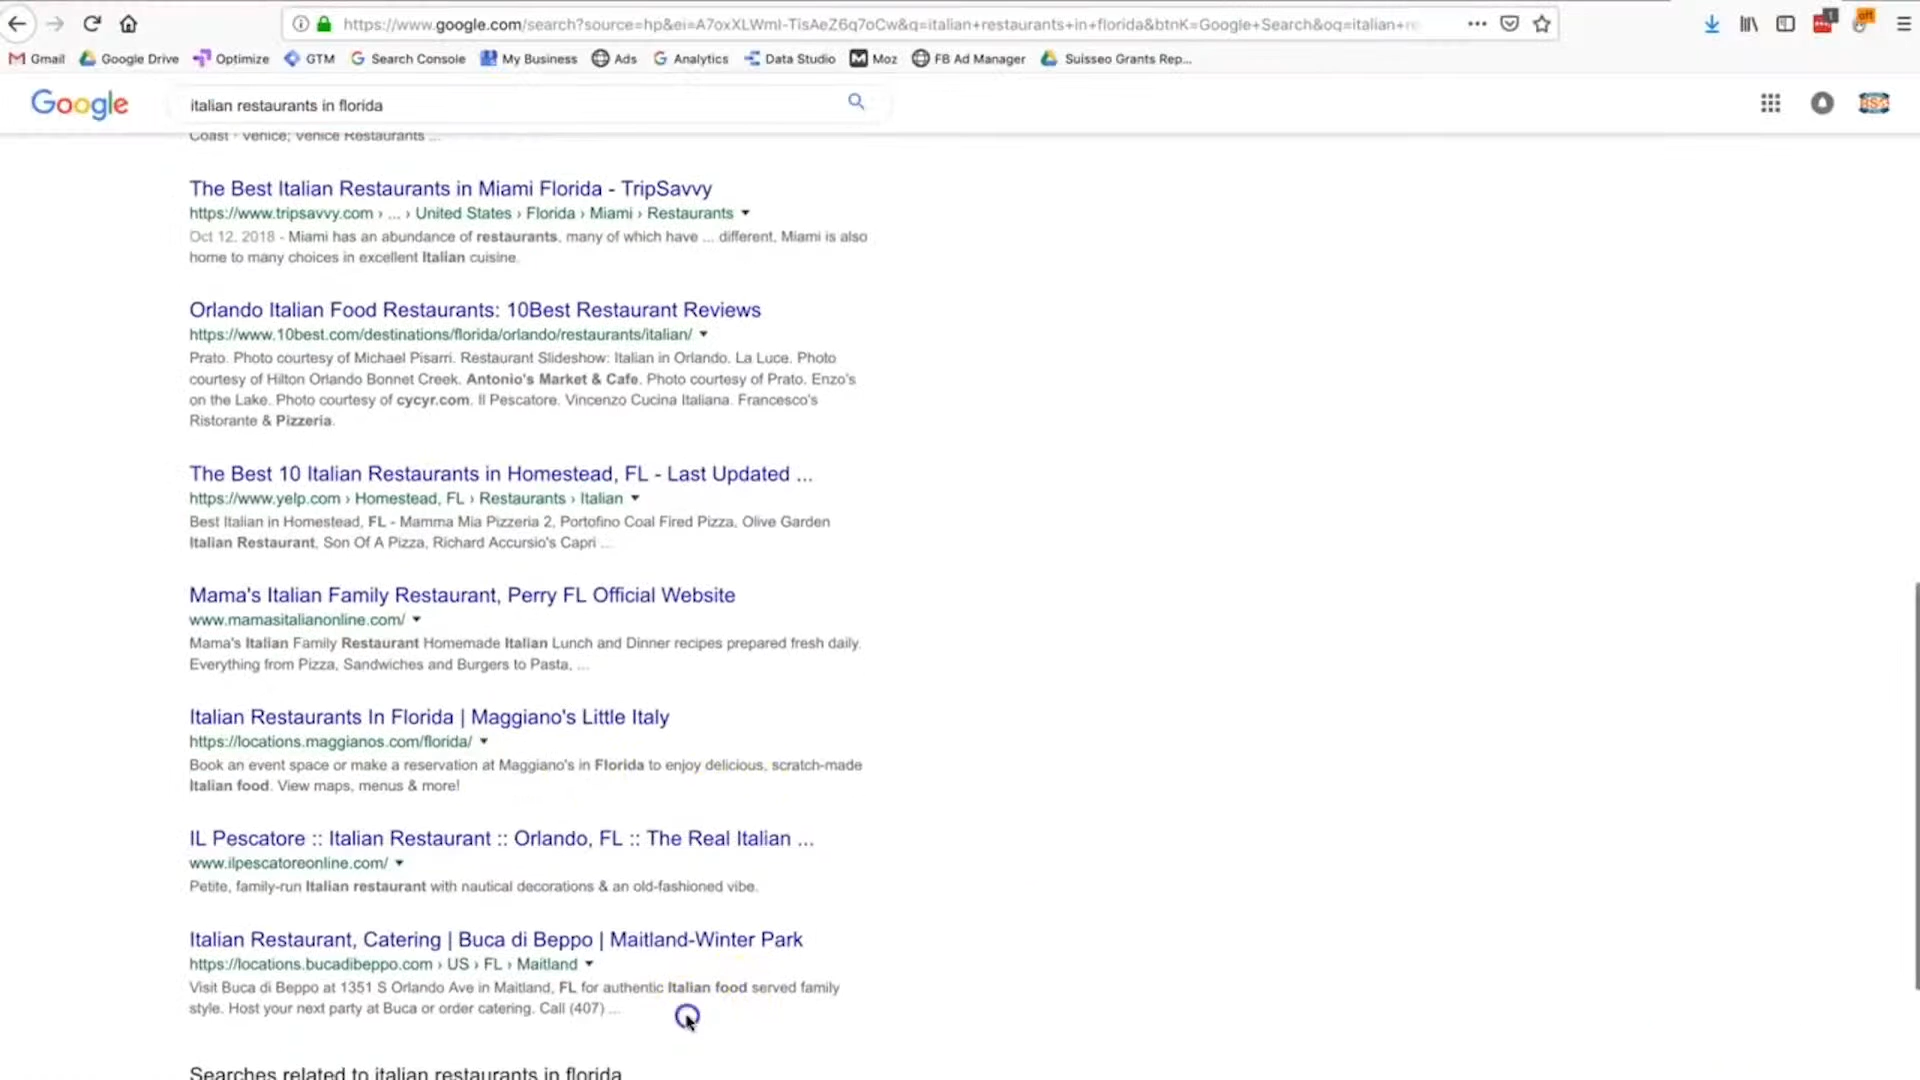 https://www.google.com/search?source=hp&ei=A7oxXLWmI-TisAeZ6q7oCw&q=italian+restaurants+in+florida&btnK=Google+Search&oq=italian+re
off
1
Gmail Google Drive Optimize GTM Search Console My Business Ads Analytics Data Studio Moz FB Ad Manager Suisseo Grants Rep...
Google italian restaurants in florida
Coast › Venice; Venice Restaurants ...
The Best Italian Restaurants in Miami Florida - TripSavvy
https://www.tripsavvy.com › ... › United States › Florida › Miami › Restaurants
Oct 12, 2018 - Miami has an abundance of restaurants, many of which have ... different, Miami is also
home to many choices in excellent Italian cuisine.
Orlando Italian Food Restaurants: 10Best Restaurant Reviews
https://www.10best.com/destinations/florida/orlando/restaurants/italian/
Prato. Photo courtesy of Michael Pisarri. Restaurant Slideshow: Italian in Orlando. La Luce. Photo
courtesy of Hilton Orlando Bonnet Creek. Antonio's Market & Cafe. Photo courtesy of Prato. Enzo's
on the Lake. Photo courtesy of cycyr.com. Il Pescatore. Vincenzo Cucina Italiana. Francesco's
Ristorante & Pizzeria.
The Best 10 Italian Restaurants in Homestead, FL - Last Updated ...
https://www.yelp.com › Homestead, FL › Restaurants › Italian
Best Italian in Homestead, FL - Mamma Mia Pizzeria 2, Portofino Coal Fired Pizza, Olive Garden
Italian Restaurant, Son Of A Pizza, Richard Accursio's Capri ...
Mama's Italian Family Restaurant, Perry FL Official Website
www.mamasitalianonline.com/
Mama's Italian Family Restaurant Homemade Italian Lunch and Dinner recipes prepared fresh daily.
Everything from Pizza, Sandwiches and Burgers to Pasta, ...
Italian Restaurants In Florida | Maggiano's Little Italy
https://locations.maggianos.com/florida/
Book an event space or make a reservation at Maggiano's in Florida to enjoy delicious, scratch-made
Italian food. View maps, menus & more!
IL Pescatore :: Italian Restaurant :: Orlando, FL :: The Real Italian ...
www.ilpescatoreonline.com/
Petite, family-run Italian restaurant with nautical decorations & an old-fashioned vibe.
Italian Restaurant, Catering | Buca di Beppo | Maitland-Winter Park
https://locations.bucadibeppo.com › US › FL › Maitland
Visit Buca di Beppo at 1351 S Orlando Ave in Maitland, FL for authentic Italian food served family
style. Host your next party at Buca or order catering. Call (407) ...
Searches related to italian restaurants in florida